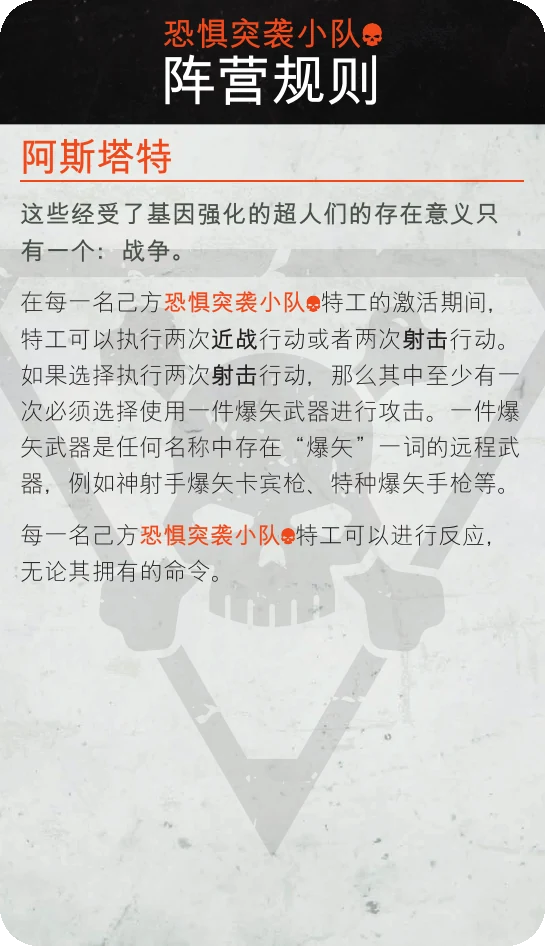 恐惧突袭小队
阵营规则
阿斯塔特
这些经受了基因强化的超人们的存在意义只
有一个：战争。
在每一名己方恐惧突袭小队特工的激活期间，
特工可以执行两次近战行动或者两次射击行动。
如果选择执行两次射击行动，那么其中至少有一
次必须选择使用一件爆矢武器进行攻击。一件爆
矢武器是任何名称中存在“爆矢”一词的远程武
器，例如神射手爆矢卡宾枪、特种爆矢手枪等。
每一名己方恐惧突袭小队特工可以进行反应，
无论其拥有的命令。